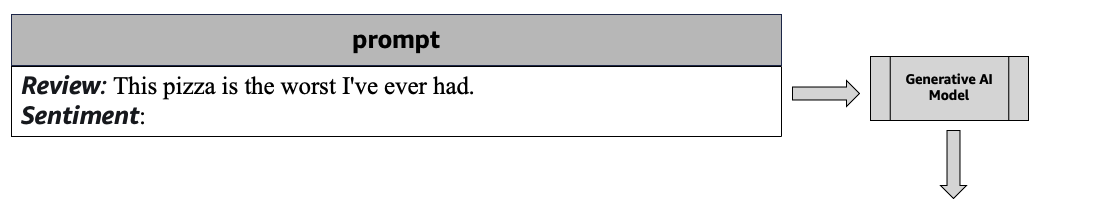 prompt
Review: This pizza is the worst I've ever had.
Sentiment:
Generative AI
Model